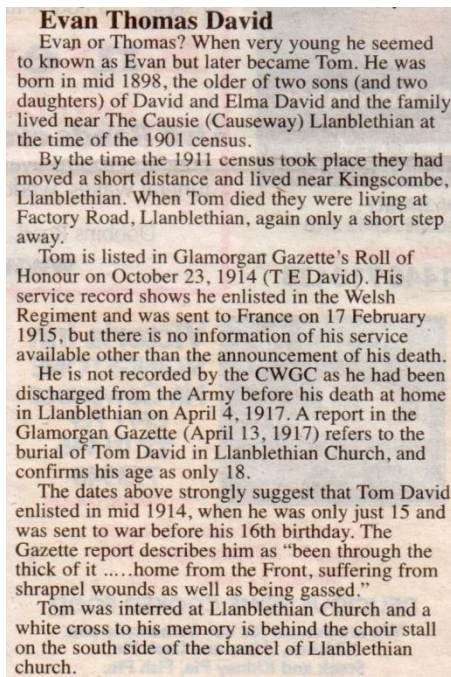 Evan Thomas David
Evan or Thomas? When very young he seemed
to known as Evan but later became Tom. He was
born in mid 1898, the older of two sons (and two
daughters) of David and Elma David and the family
lived near The Causie (Causeway) Llanblethian at
the time of the 1901 census.
By the time the 1911 census took place they had
moved a short distance and lived near Kingscombe,
Llanblethian. When Tom died they were living at
Factory Road, Llanblethian, again only a short step
away.
Tom is listed in Glamorgan Gazette's Roll of
Honour on October 23, 1914 (T E David). His
service record shows he enlisted in the Welsh
Regiment and was sent to France on 17 February
1915, but there is no information of his service
available other than the announcement of his death.
He is not recorded by the CWGC as he had been
discharged from the Army before his death at home
in Llanblethian on April 4, 1917. A report in the
Glamorgan Gazette (April 13, 1917) refers to the
burial of Tom David in Llanblethian Church, and
confirms his age as only 18.
The dates above strongly suggest that Tom David
enlisted in mid 1914, when he was only just 15 and
was sent to war before his 16th birthday. The
Gazette report describes him as "been through the
thick of it .....home from the Front, suffering from
shrapnel wounds as well as being gassed."
Tom was interred at Llanblethian Church and a
white cross to his memory is behind the choir stall
on the south side of the chancel of Llanblethian
church.